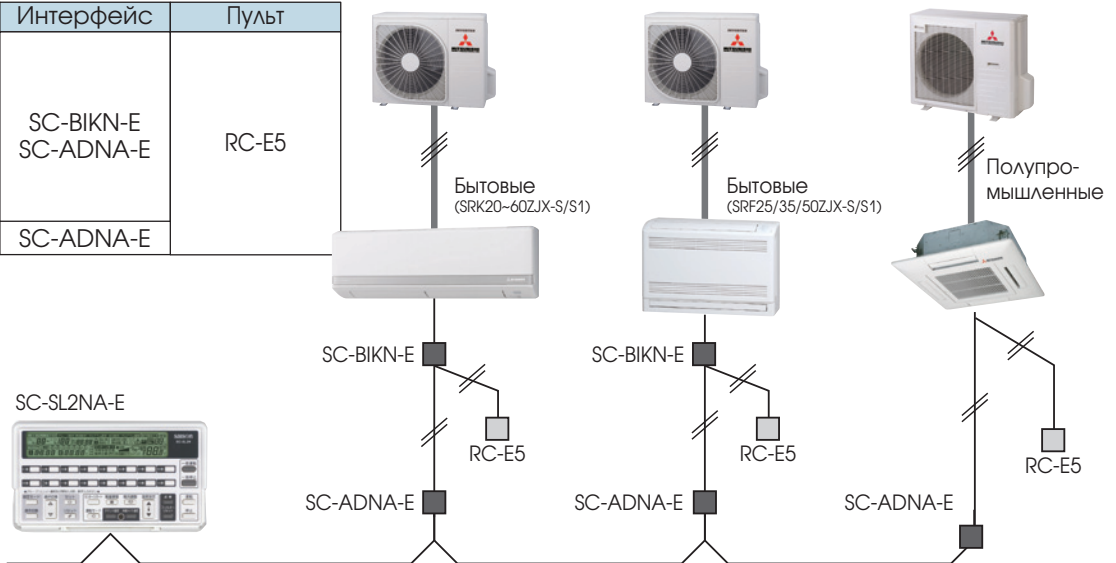 Интерфейс Пульт
SC-BIKN-E
SC-ADNA-E
RC-E5
SC-ADNA-E
Бытовые
(SRK20~60ZJX-S/S1)
Бытовые
(SRF25/35/50ZJX-S/S1)
Полупро-
мышленные
SC-BIKN-E
SC-BIKN-E
RC-E5
RC-E5
RC-E5
SC-SL2NA-E
SC-ADNA-E
SC-ADNA-E
SC-ADNA-E